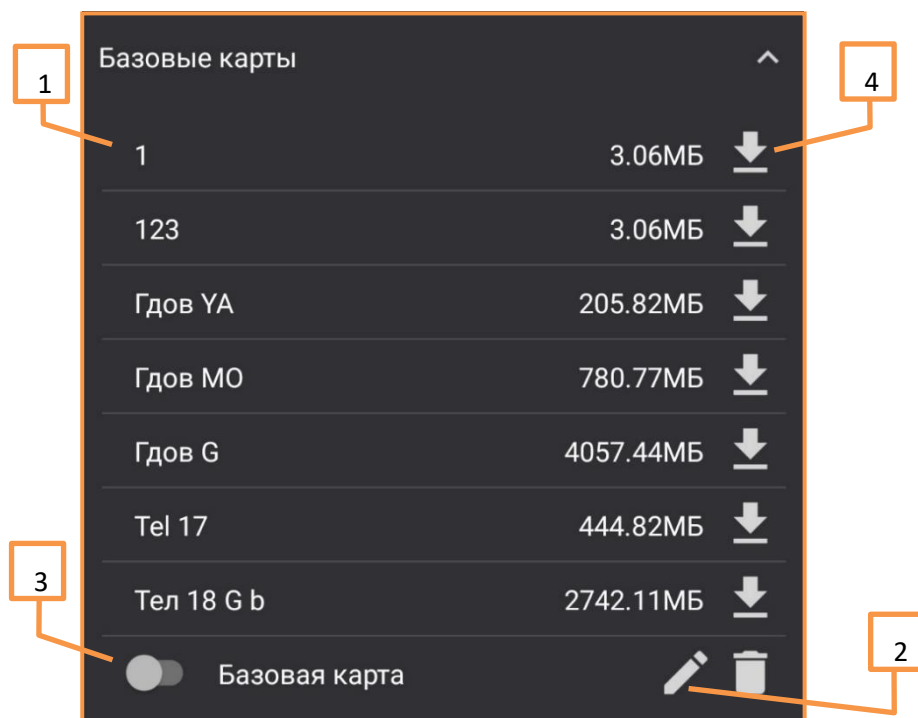 Базовые карты
1
4
1 3.06МБ
123 3.06МБ
Гдов YA 205.82МБ
Гдов МО 780.77МБ
Гдов G 4057.44МБ
Tel 17 444.82МБ
3
Тел 18 G b 2742.11МБ
2
Базовая карта